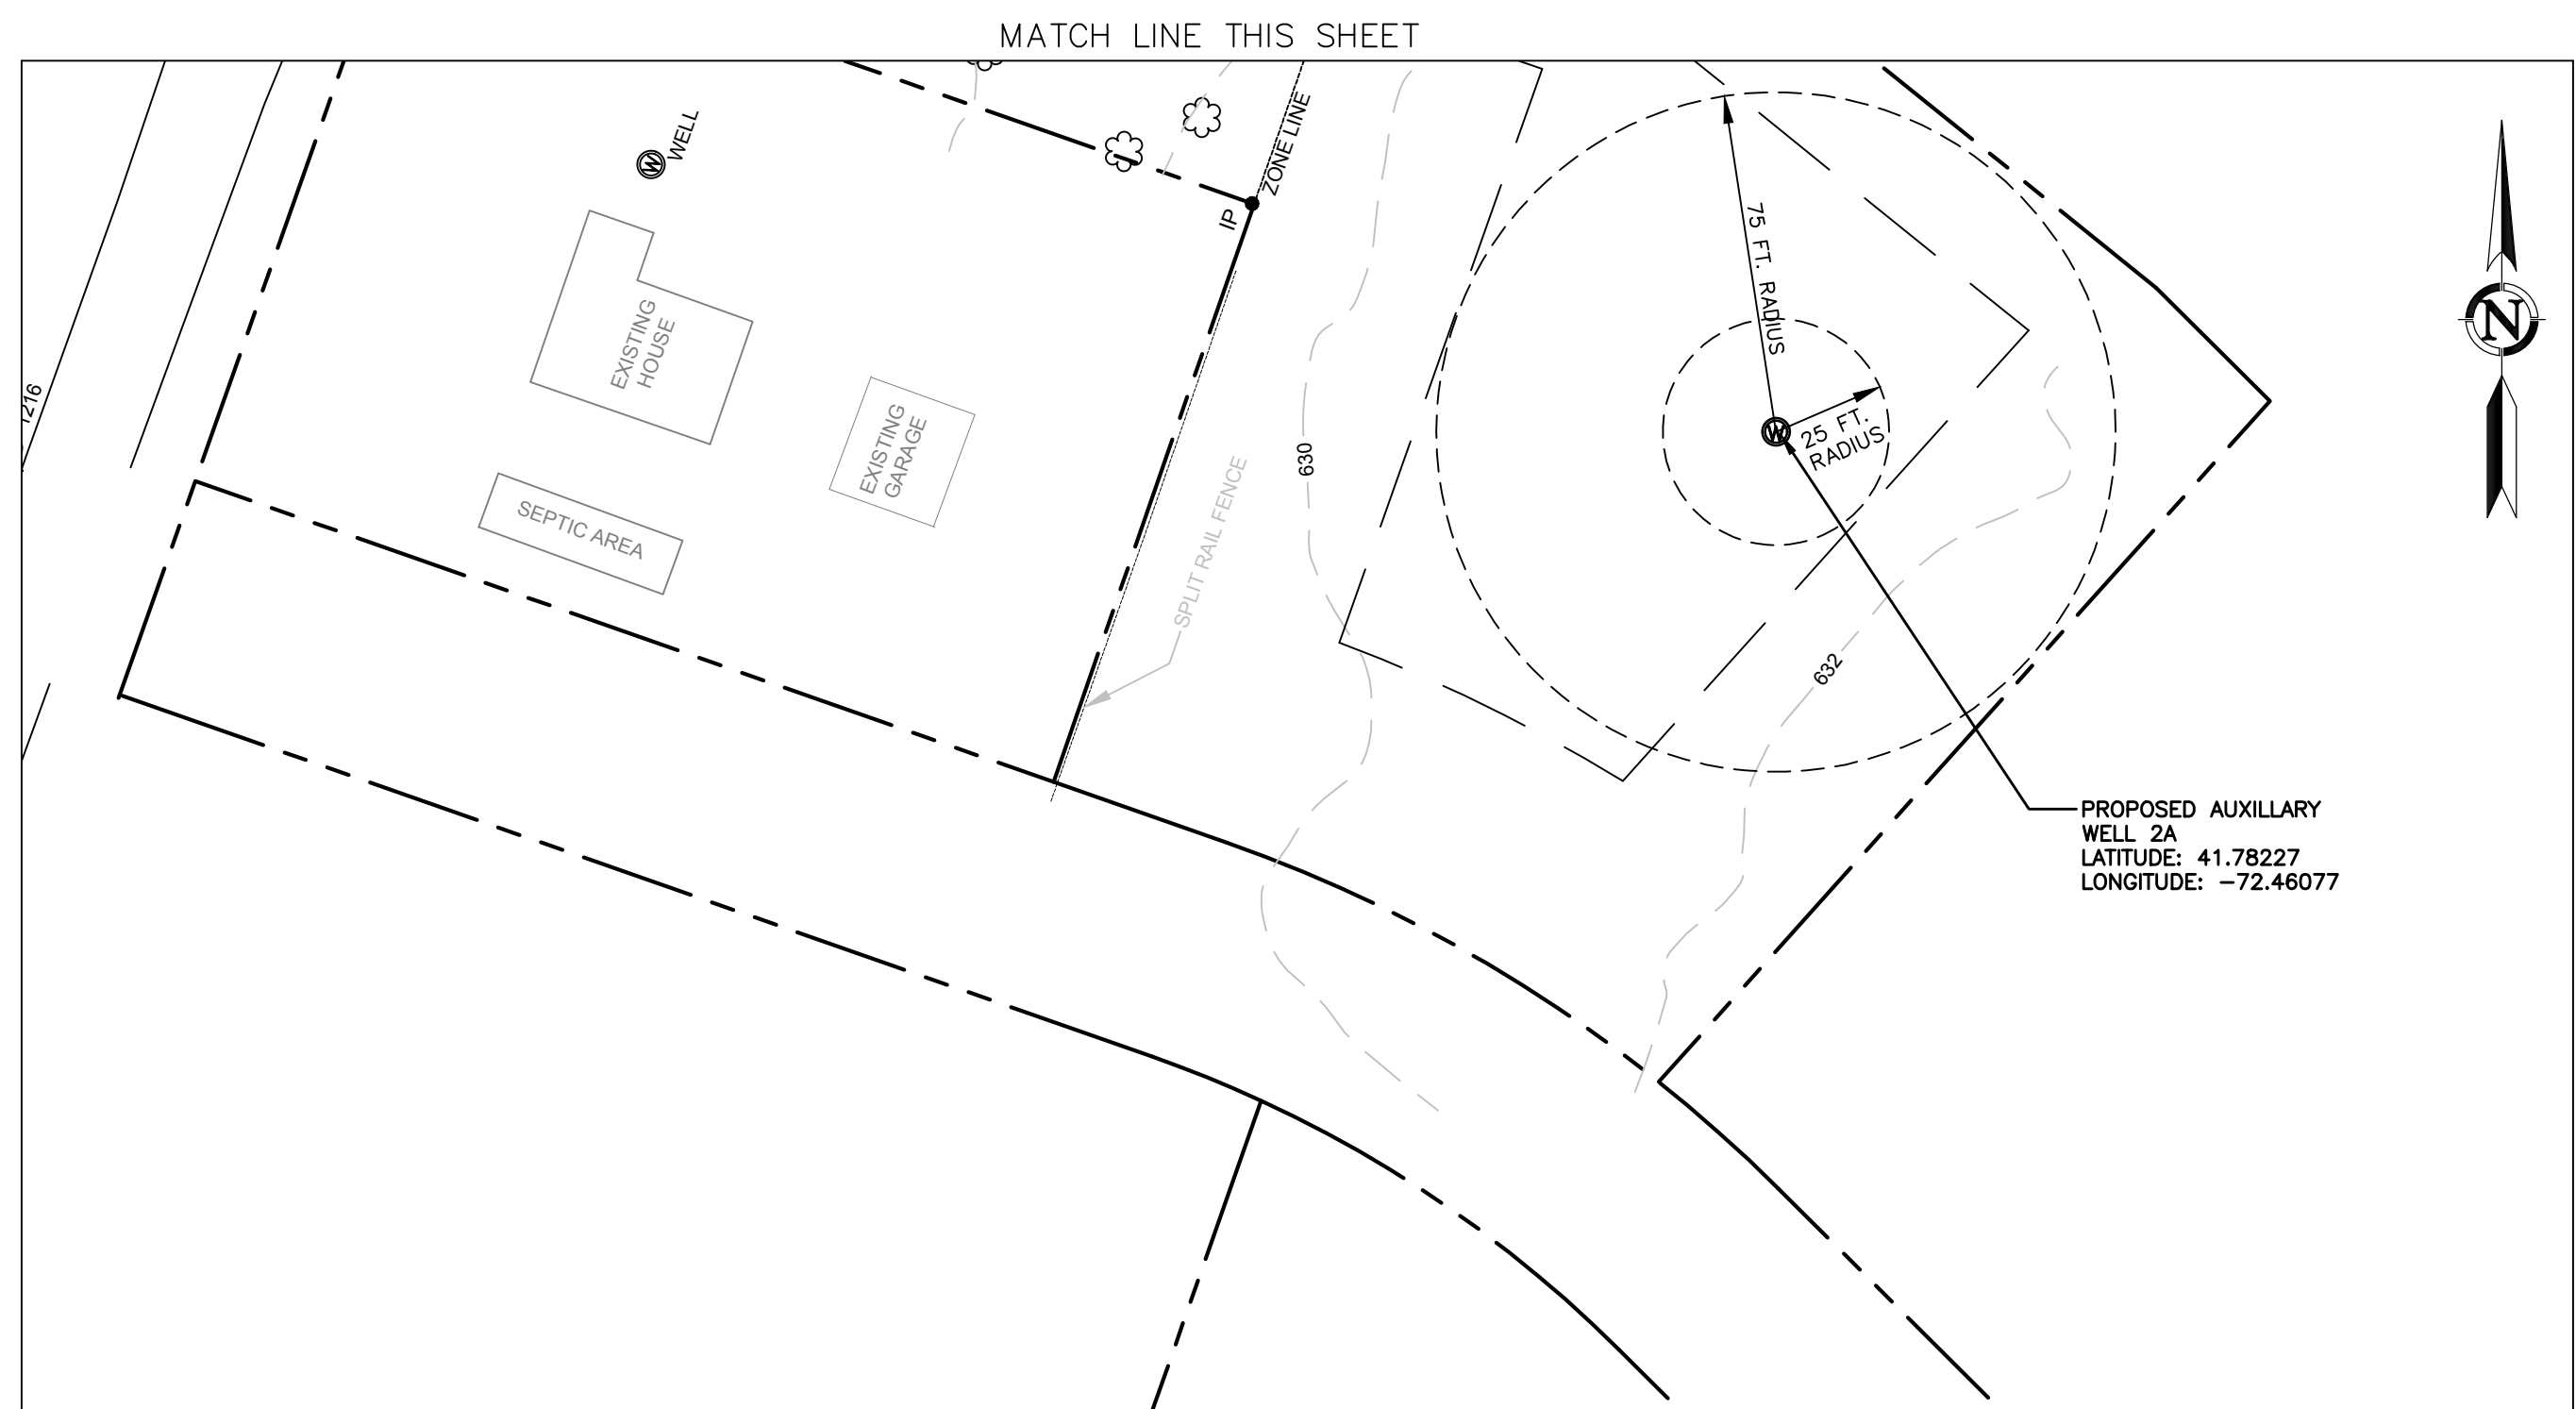 MATCH LINE THIS SHEET
WELL
ZONE LINE
IP
75 FT. RADIUS
N
EXISTING
HOUSE
1216
EXISTING
GARAGE
W
W
25 FT.
RADIUS
630
SPLIT RAIL FENCE
SEPTIC AREA
632
PROPOSED AUXILLARY
WELL 2A
LATITUDE: 41.78227
LONGITUDE: -72.46077